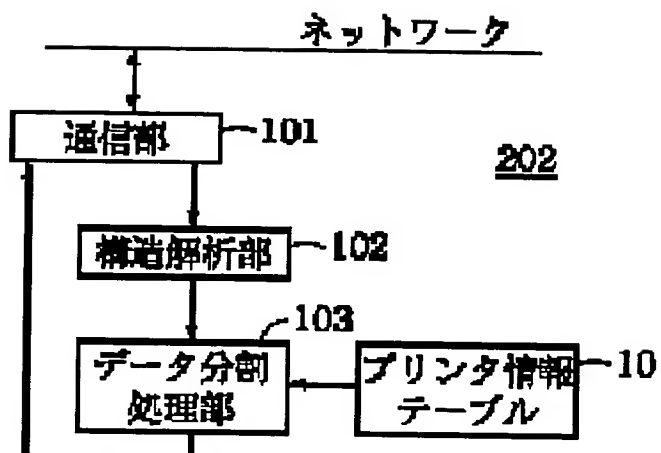 ネットワーク
通信部
101
202
構造解析部
102
103
データ分割
処理部
プリンタ情報
テーブル
10